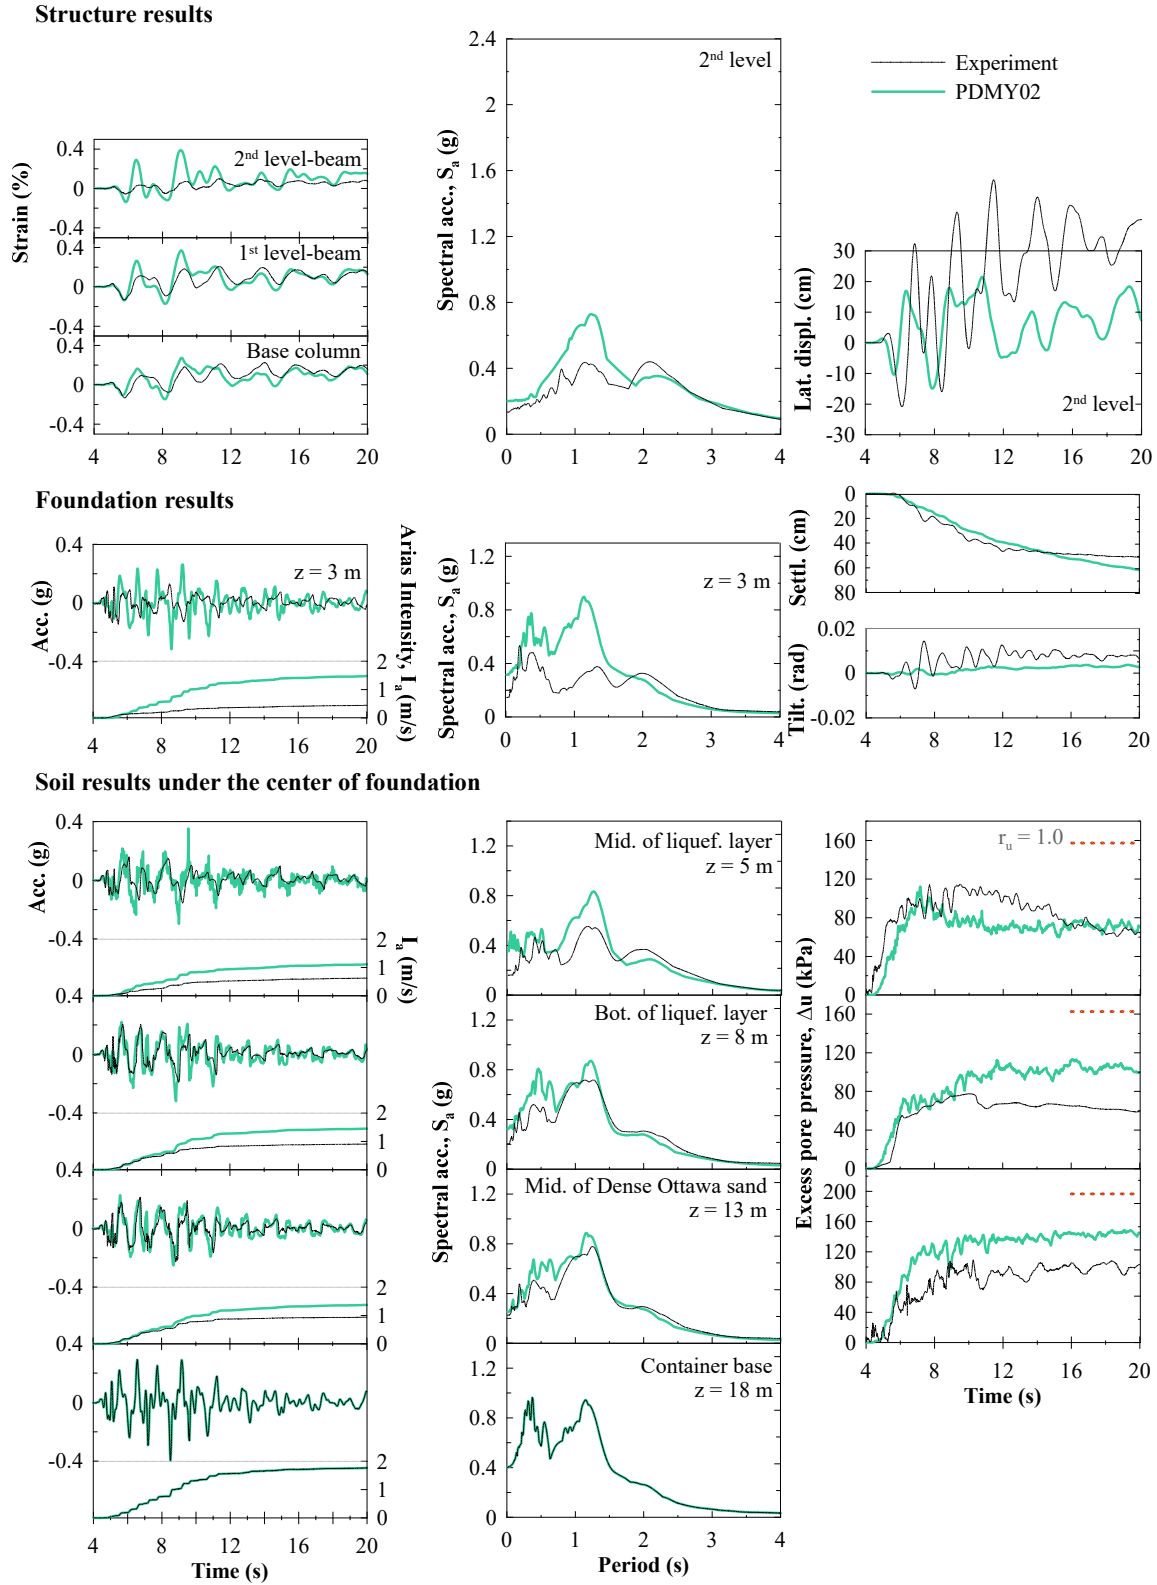 Structure results
Experiment
PDMY02
Strain (%)
0.4
0
-0.4
2nd level-beam
0.4
0
-0.4
1st level-beam
0
Base column
-0.4
4 8 12 16 20
Spectral acc., Sa (g)
2.4
2
1.6
1.2
0.8
0.4
0
2nd level
0 1 2 3 4
Lat. displ. (cm)
30
20
10
0
-10
-20
-30
2nd level
4 8 12 16 20
Foundation results
Acc. (g)
0.4
0
-0.4
z = 3 m
Arias Intensity, Ia (m/s)
2
1
0
4 8 12 16 20
Spectral acc., Sa (g)
1.2
0.8
0.4
0
z = 3 m
0 1 2 3 4
Settl. (cm)
0
20
40
60
80
Tilt. (rad)
0.02
0
-0.02
4 8 12 16 20
Soil results under the center of foundation
Acc. (g)
0.4
0
-0.4
Ia (m/s)
2
1
0
0.4
0
-0.4
2
1
0
0.4
0
-0.4
2
1
0
0.4
0
-0.4
2
1
0
4 8 12 16 20
Time (s)
Spectral acc., Sa (g)
1.2
0.8
0.4
0
Mid. of liquef. layer
z = 5 m
1.2
0.8
0.4
0
Bot. of liquef. layer
z = 8 m
1.2
0.8
0.4
0
Mid. of Dense Ottawa sand
z = 13 m
1.2
0.8
0.4
0
Container base
z = 18 m
0 1 2 3 4
Period (s)
Excess pore pressure, Δu (kPa)
160
120
80
40
0
ru = 1.0
160
120
80
40
0
200
160
120
80
40
0
4 8 12 16 20
Time (s)